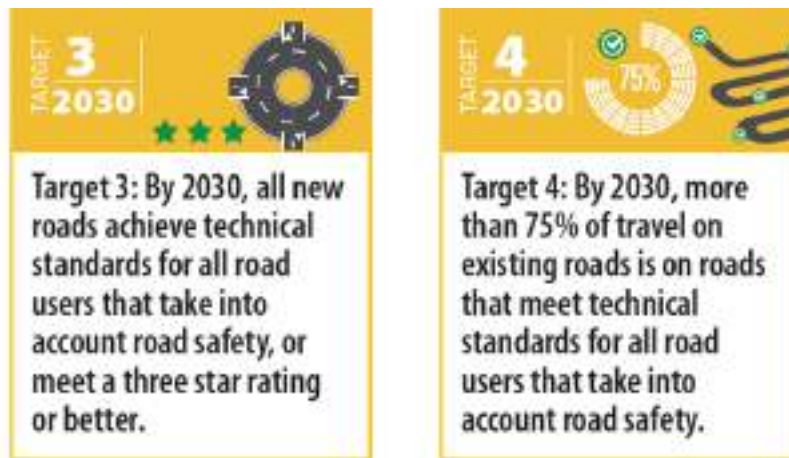 TARGET
3
2030
Target 3: By 2030, all new
roads achieve technical
standards for all road
users that take into
account road safety, or
meet a three star rating
or better.
TARGET
4
2030
75%
Target 4: By 2030, more
than 75% of travel on
existing roads is on roads
that meet technical
standards for all road
users that take into
account road safety.